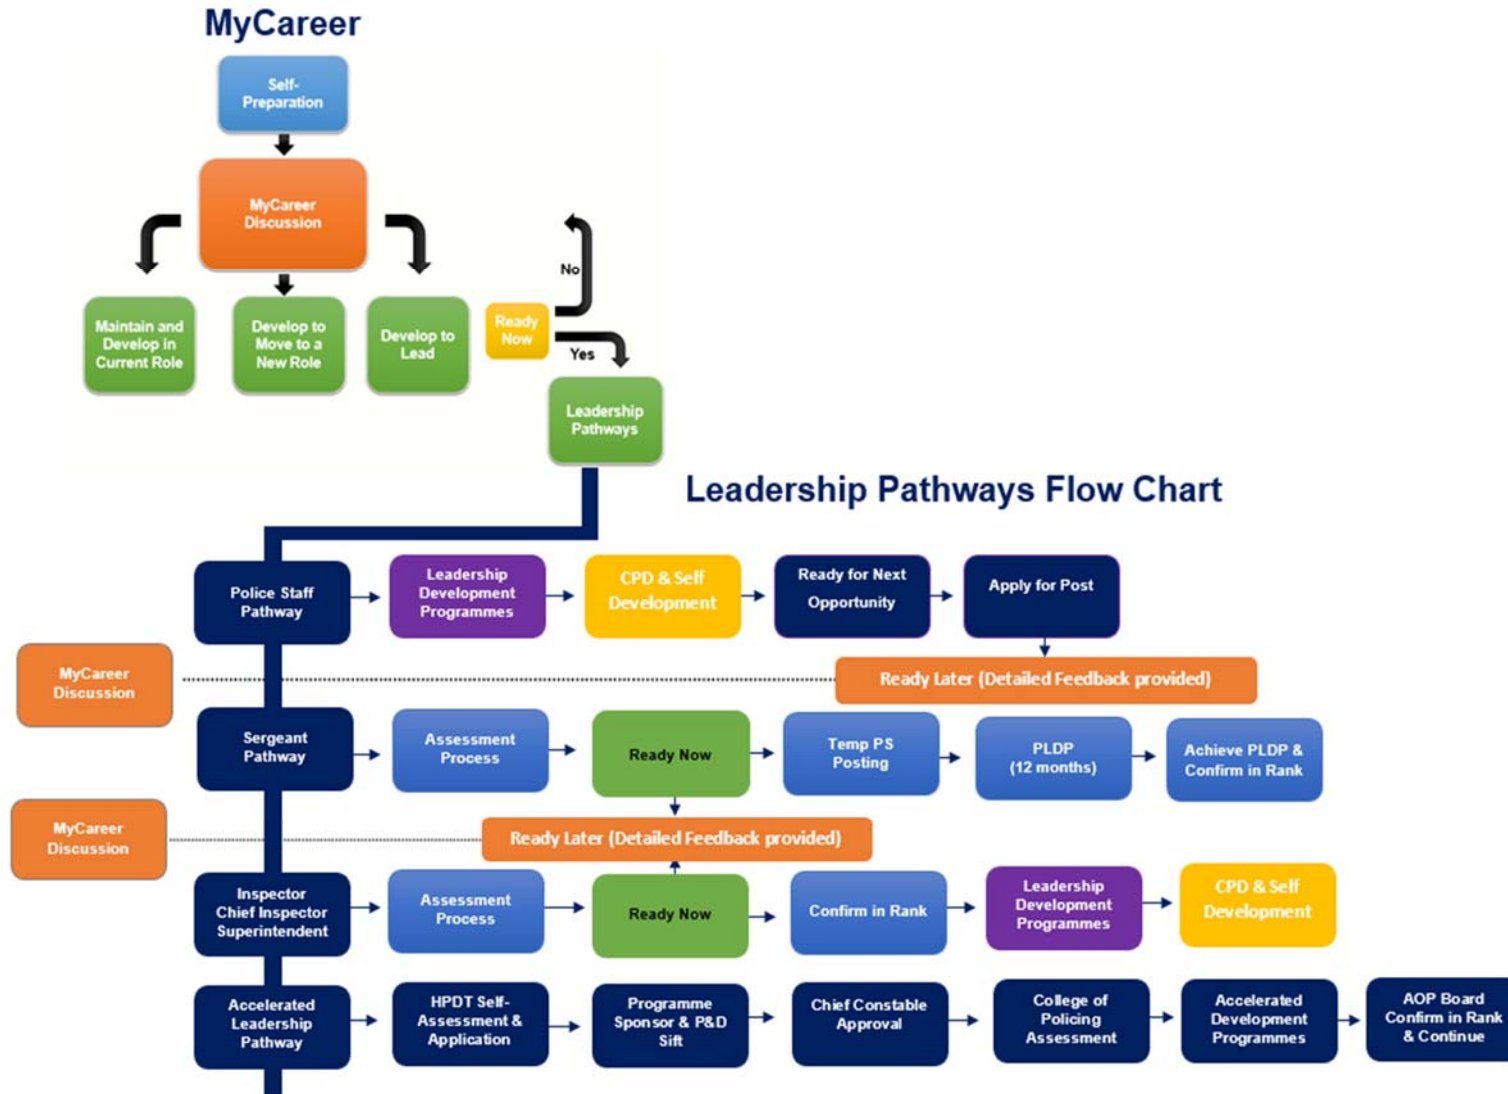 MyCareer
Self-
Preparation
MyCareer
Discussion
Maintain and
Develop in
Current Role
Develop to
Move to a
New Role
Develop to
Lead
Ready
Now
No
Yes
Leadership
Pathways
Leadership Pathways Flow Chart
Police Staff
Pathway
Leadership
Development
Programmes
CPD & Self
Development
Ready for Next
Opportunity
Apply for Post
MyCareer
Discussion
Ready Later (Detailed Feedback provided)
Sergeant
Pathway
Assessment
Process
Ready Now
Temp PS
Posting
PLDP
(12 months)
Achieve PLDP &
Confirm in Rank
MyCareer
Discussion
Ready Later (Detailed Feedback provided)
Inspector
Chief Inspector
Superintendent
Assessment
Process
Ready Now
Confirm in Rank
Leadership
Development
Programmes
CPD & Self
Development
Accelerated
Leadership
Pathway
HPDT Self-
Assessment &
Application
Programme
Sponsor & P&D
Sift
Chief Constable
Approval
College of
Policing
Assessment
Accelerated
Development
Programmes
AOP Board
Confirm in Rank
& Continue